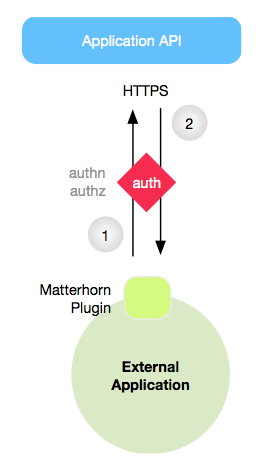 Application API
HTTPS
2
authn
authz
auth
1
Matterhorn
Plugin
External
Application